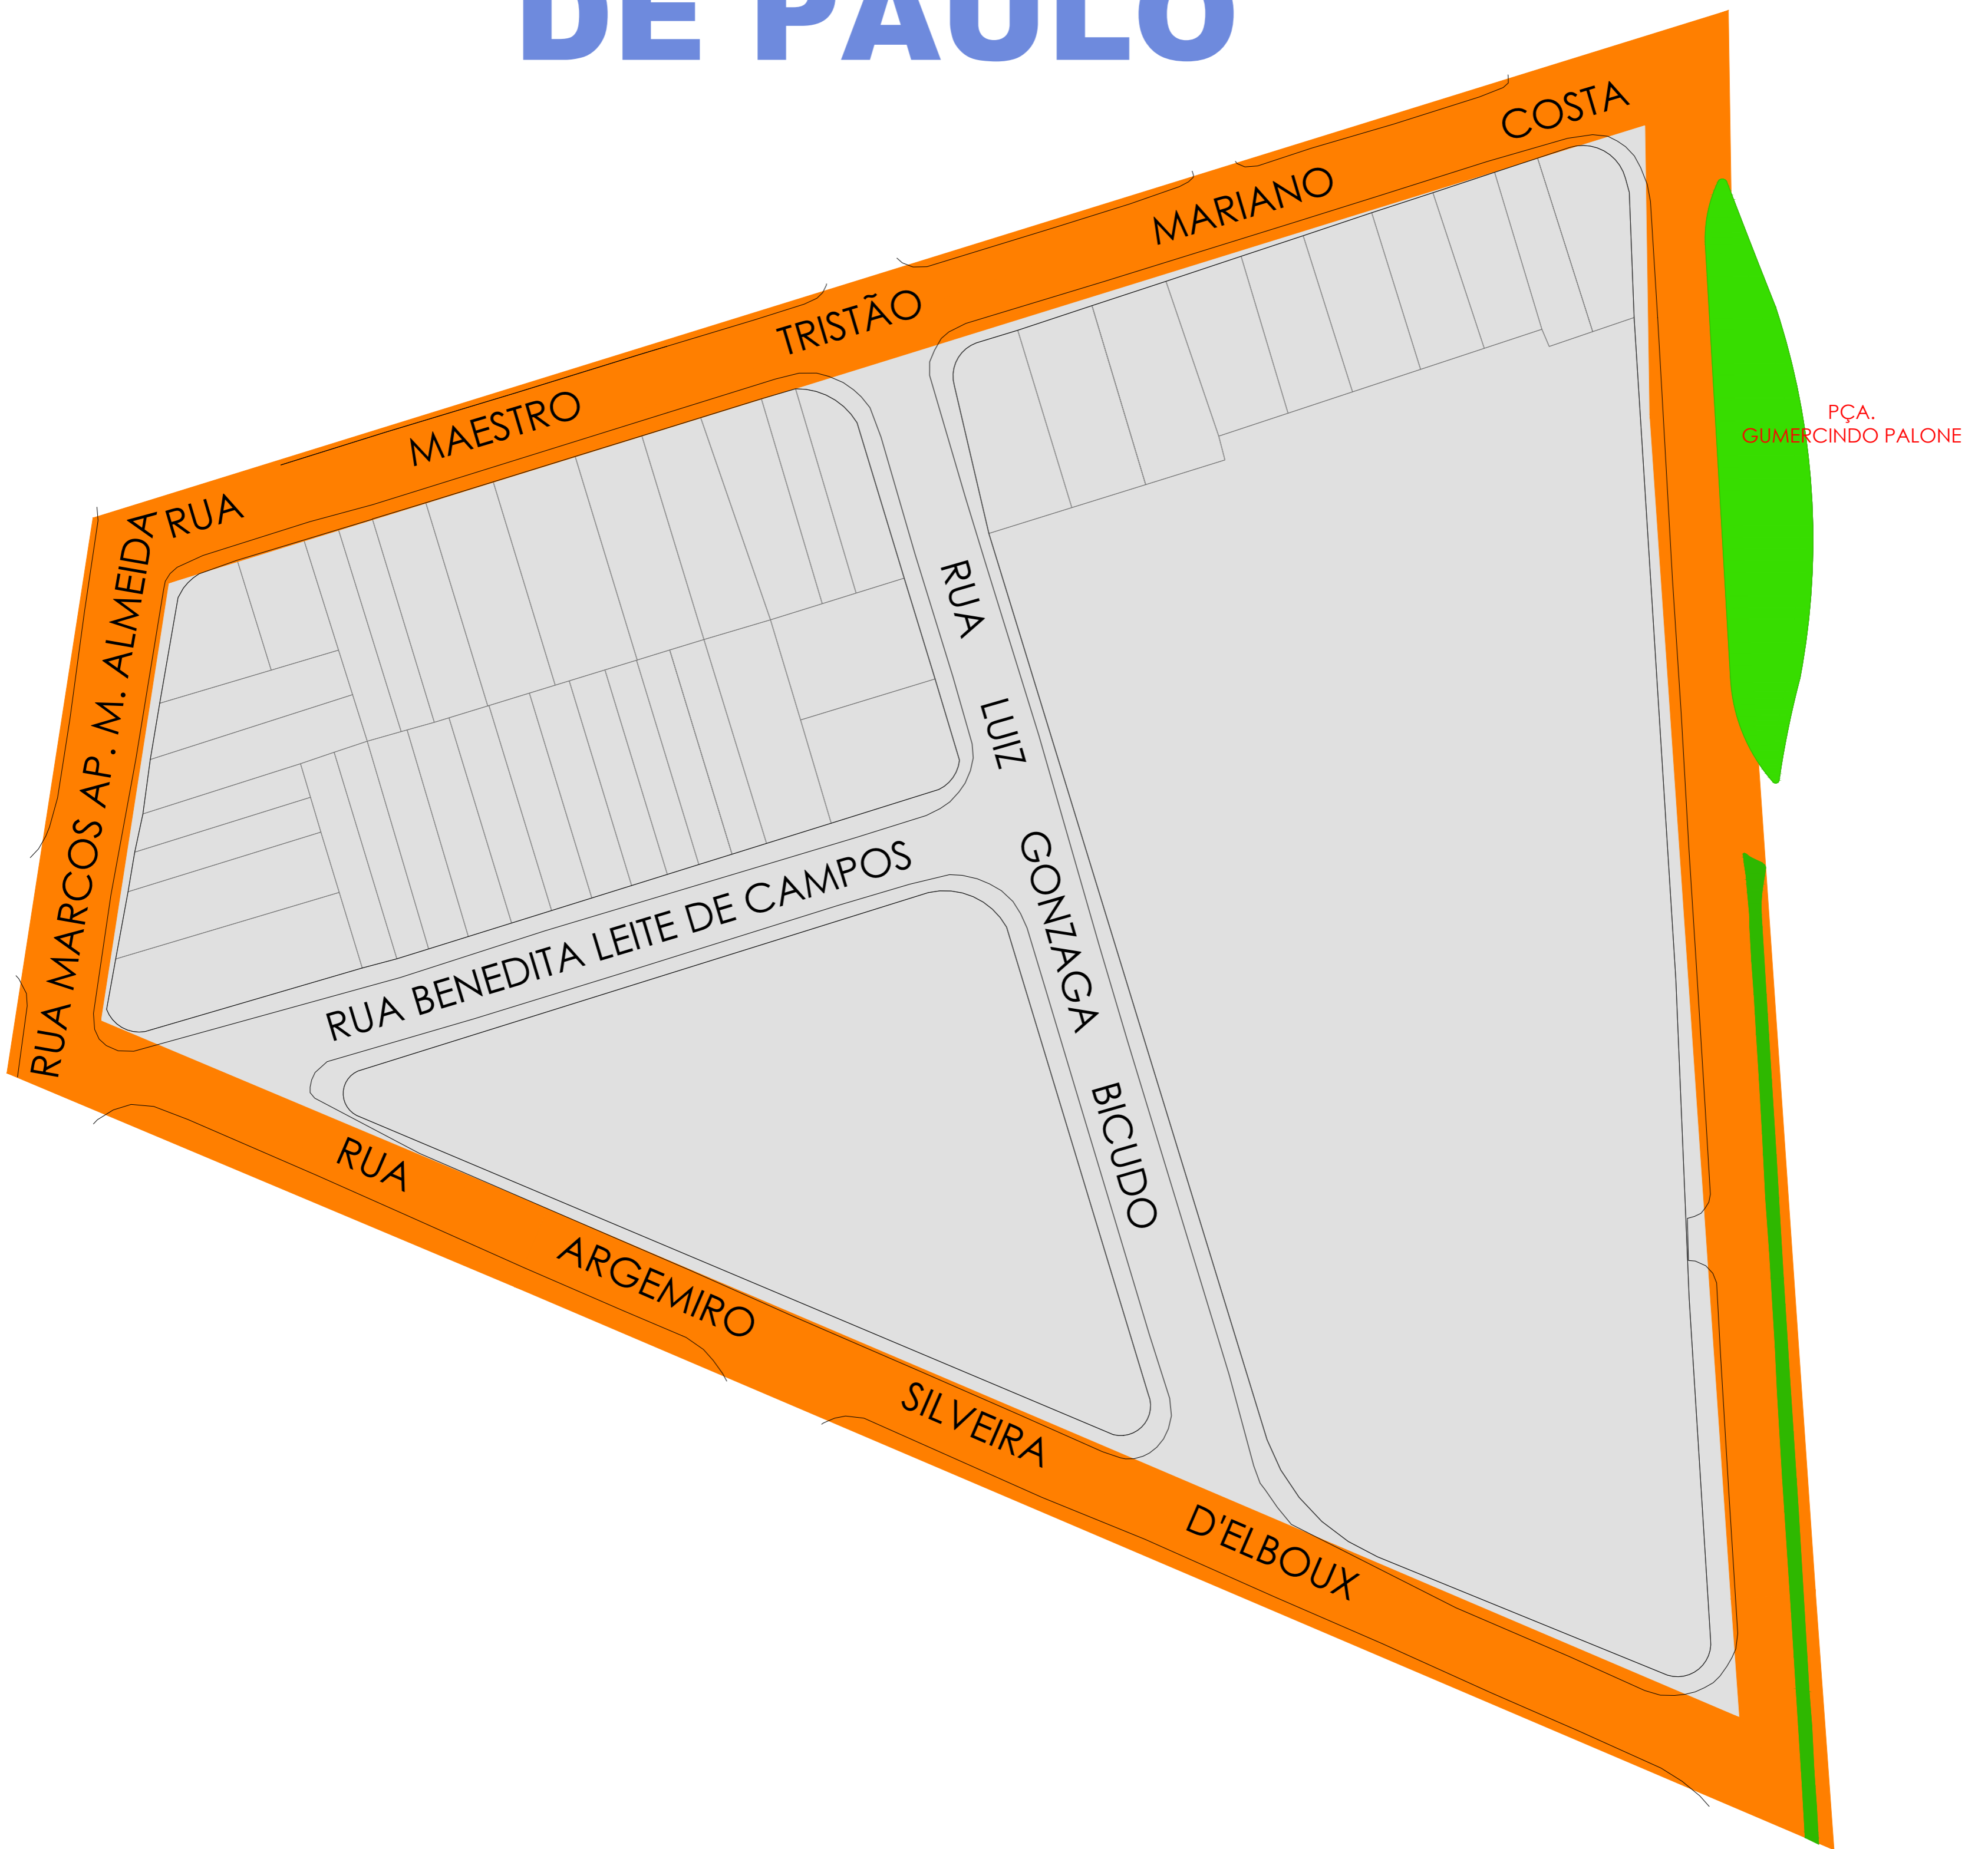 DE PAULO
RUA MAESTRO TRISTÃO MARIANO COSTA
PÇA.
GUMERCINDO PALONE
RUA MARCOS AP. M. ALMEIDA
RUA LUIZ GONZAGA BICUDO
RUA BENEDITA LEITE DE CAMPOS
RUA ARGEMIRO SILVEIRA D'ELBOUX